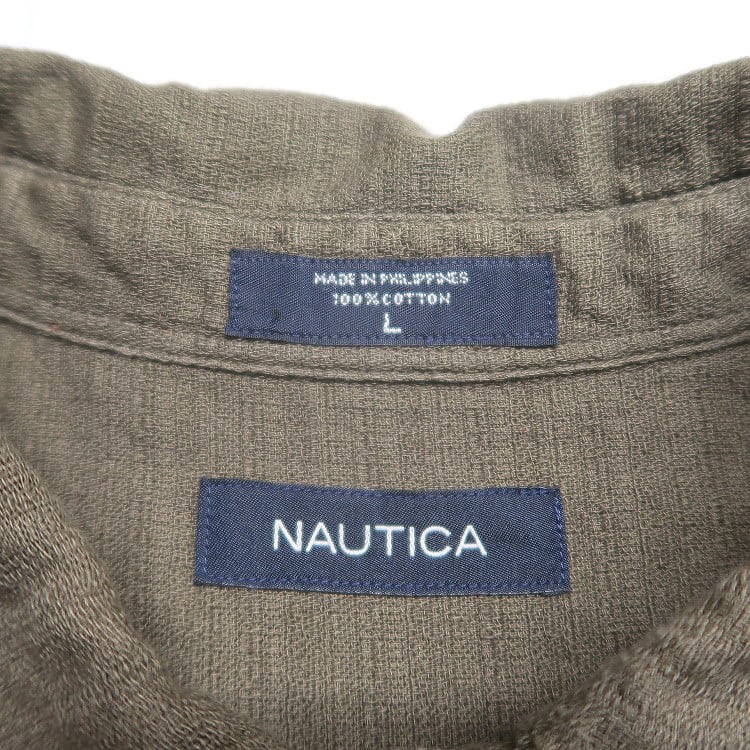 MADE IN PHILIPPINES
100% COTTON
L
NAUTICA